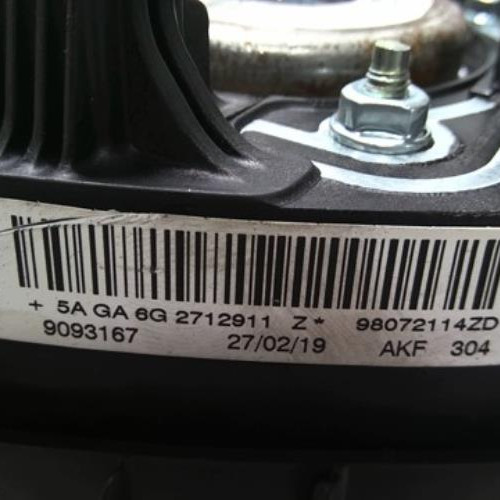 + 5A GA 6G 2712911 Z* 98072114ZD
9093167 27/02/19 AKF 304